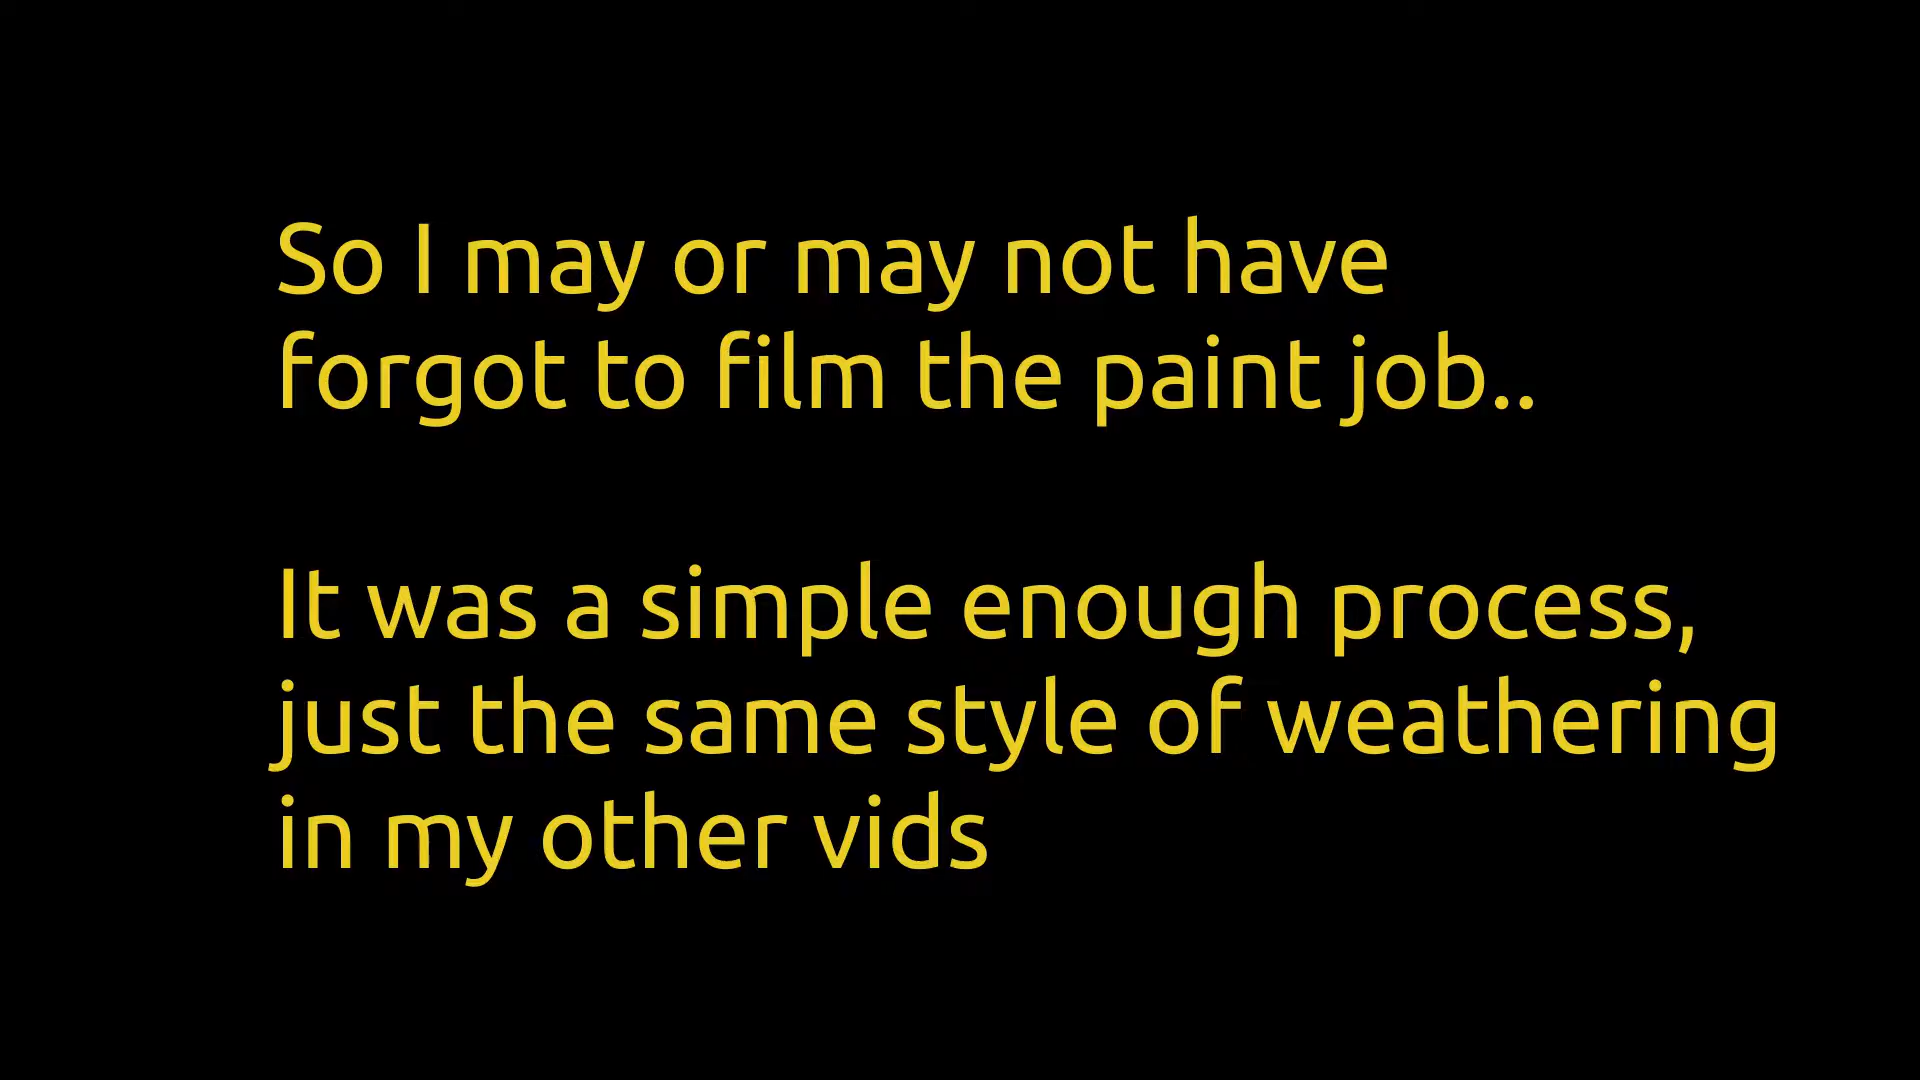 So I may or may not have
forgot to film the paint job..
It was a simple enough process,
just the same style of weathering
in my other vids